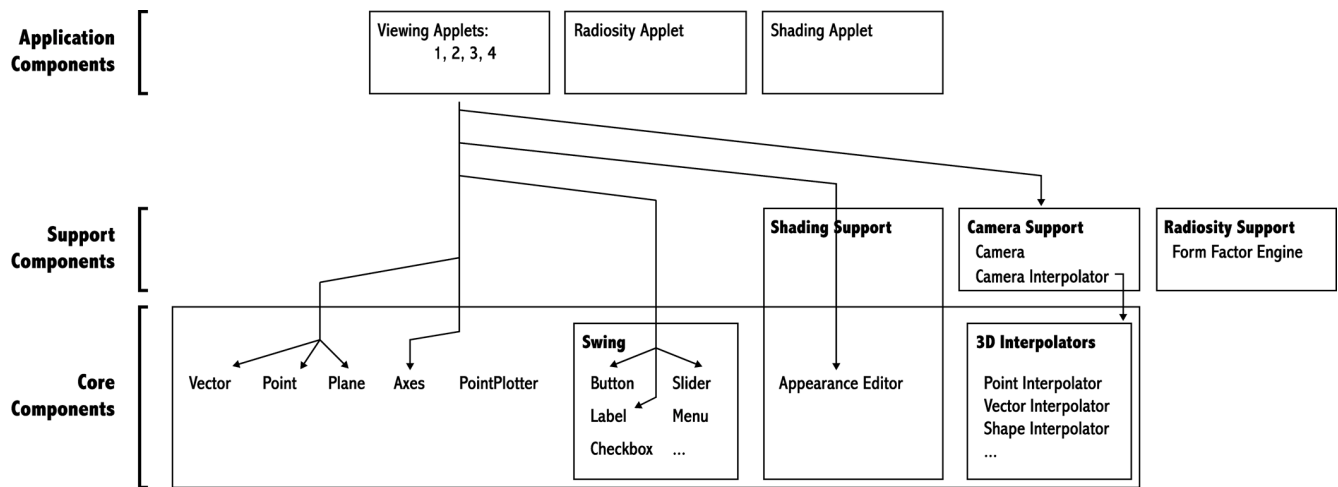 Application
Components
Viewing Applets:
1, 2, 3, 4
Radiosity Applet
Shading Applet
Support
Components
Shading Support
Camera Support
Camera
Camera Interpolator
Radiosity Support
Form Factor Engine
Core
Components
Vector
Point
Plane
Axes
PointPlotter
Swing
Button
Slider
Label
Menu
Checkbox
...
Appearance Editor
3D Interpolators
Point Interpolator
Vector Interpolator
Shape Interpolator
...